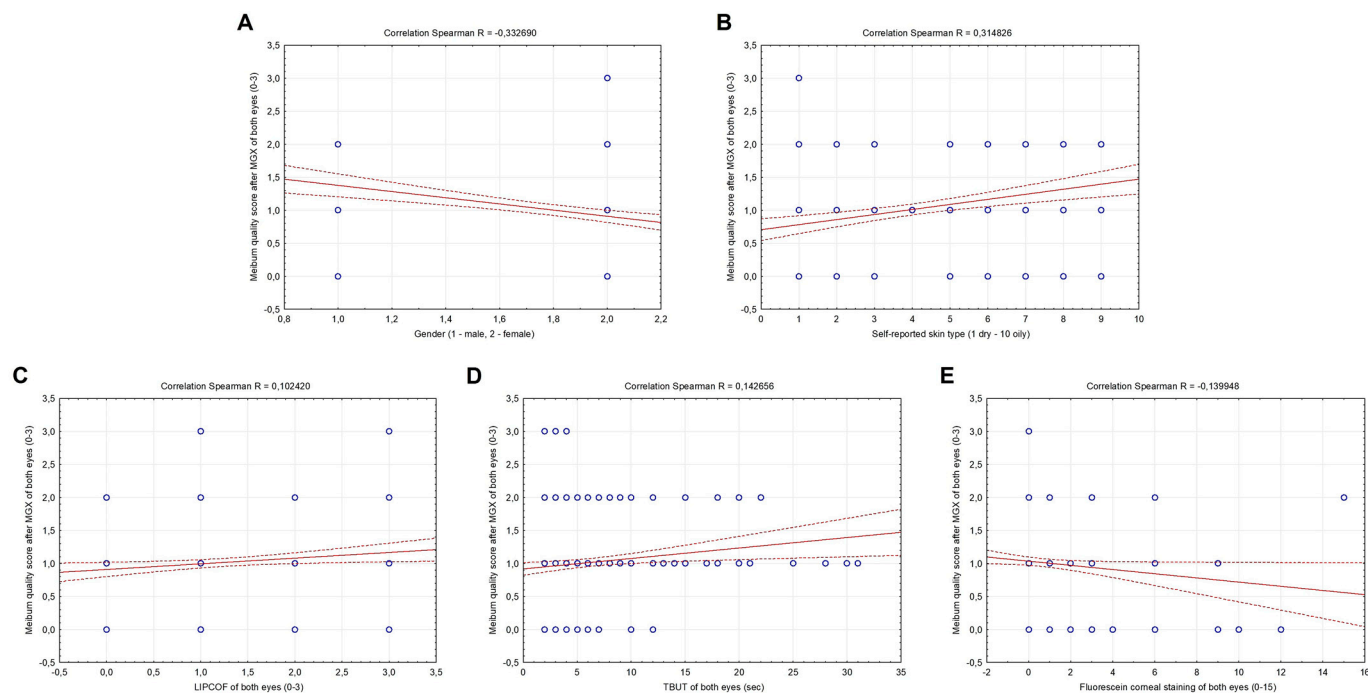 A
Correlation Spearman R = -0,332690
Meibum quality score after MGX of both eyes (0-3)
3,5
3,0
2,5
2,0
1,5
1,0
0,5
0,0
-0,5
0,8 1,0 1,2 1,4 1,6 1,8 2,0 2,2
Gender (1 - male, 2 - female)
B
Correlation Spearman R = 0,314826
Meibum quality score after MGX of both eyes (0-3)
3,5
3,0
2,5
2,0
1,5
1,0
0,5
0,0
-0,5
0 1 2 3 4 5 6 7 8 9 10
Self-reported skin type (1 dry - 10 oily)
C
Correlation Spearman R = 0,102420
Meibum quality score after MGX of both eyes (0-3)
3,5
3,0
2,5
2,0
1,5
1,0
0,5
0,0
-0,5
-0,5 0,0 0,5 1,0 1,5 2,0 2,5 3,0 3,5
LIPCOF of both eyes (0-3)
D
Correlation Spearman R = 0,142656
Meibum quality score after MGX of both eyes (0-3)
3,5
3,0
2,5
2,0
1,5
1,0
0,5
0,0
-0,5
0 5 10 15 20 25 30 35
TBUT of both eyes (sec)
E
Correlation Spearman R = -0,139948
Meibum quality score after MGX of both eyes (0-3)
3,5
3,0
2,5
2,0
1,5
1,0
0,5
0,0
-0,5
-2 0 2 4 6 8 10 12 14 16
Fluorescein corneal staining of both eyes (0-15)